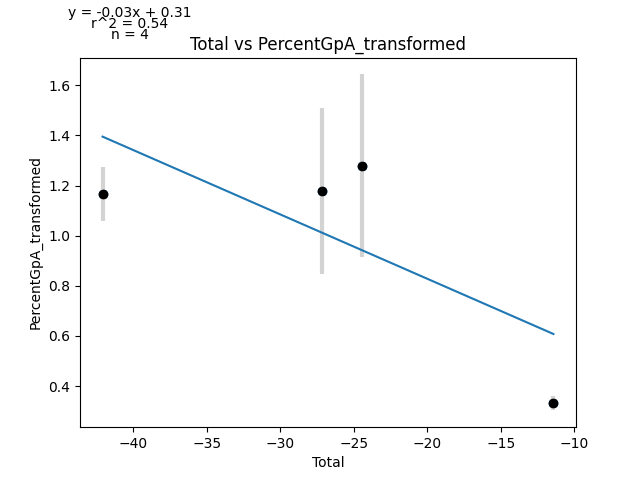 y = -0.03x + 0.31
r^2 = 0.54
n = 4
Total vs PercentGpA_transformed
PercentGpA_transformed
1.6
1.4
1.2
1.0
0.8
0.6
0.4
−40 −35 −30 −25 −20 −15 −10
Total